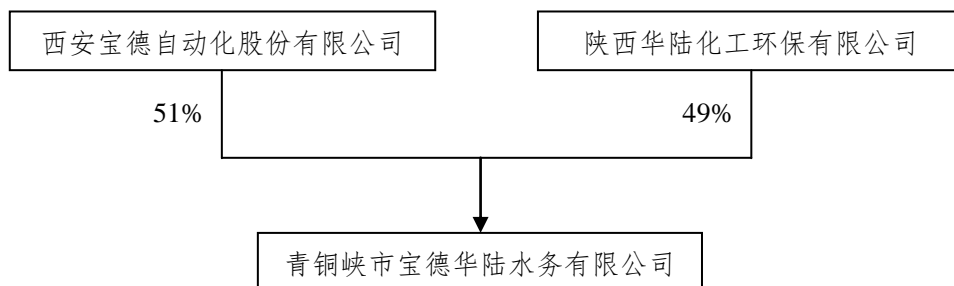 西安宝德自动化股份有限公司
陕西华陆化工环保有限公司
51%
49%
青铜峡市宝德华陆水务有限公司